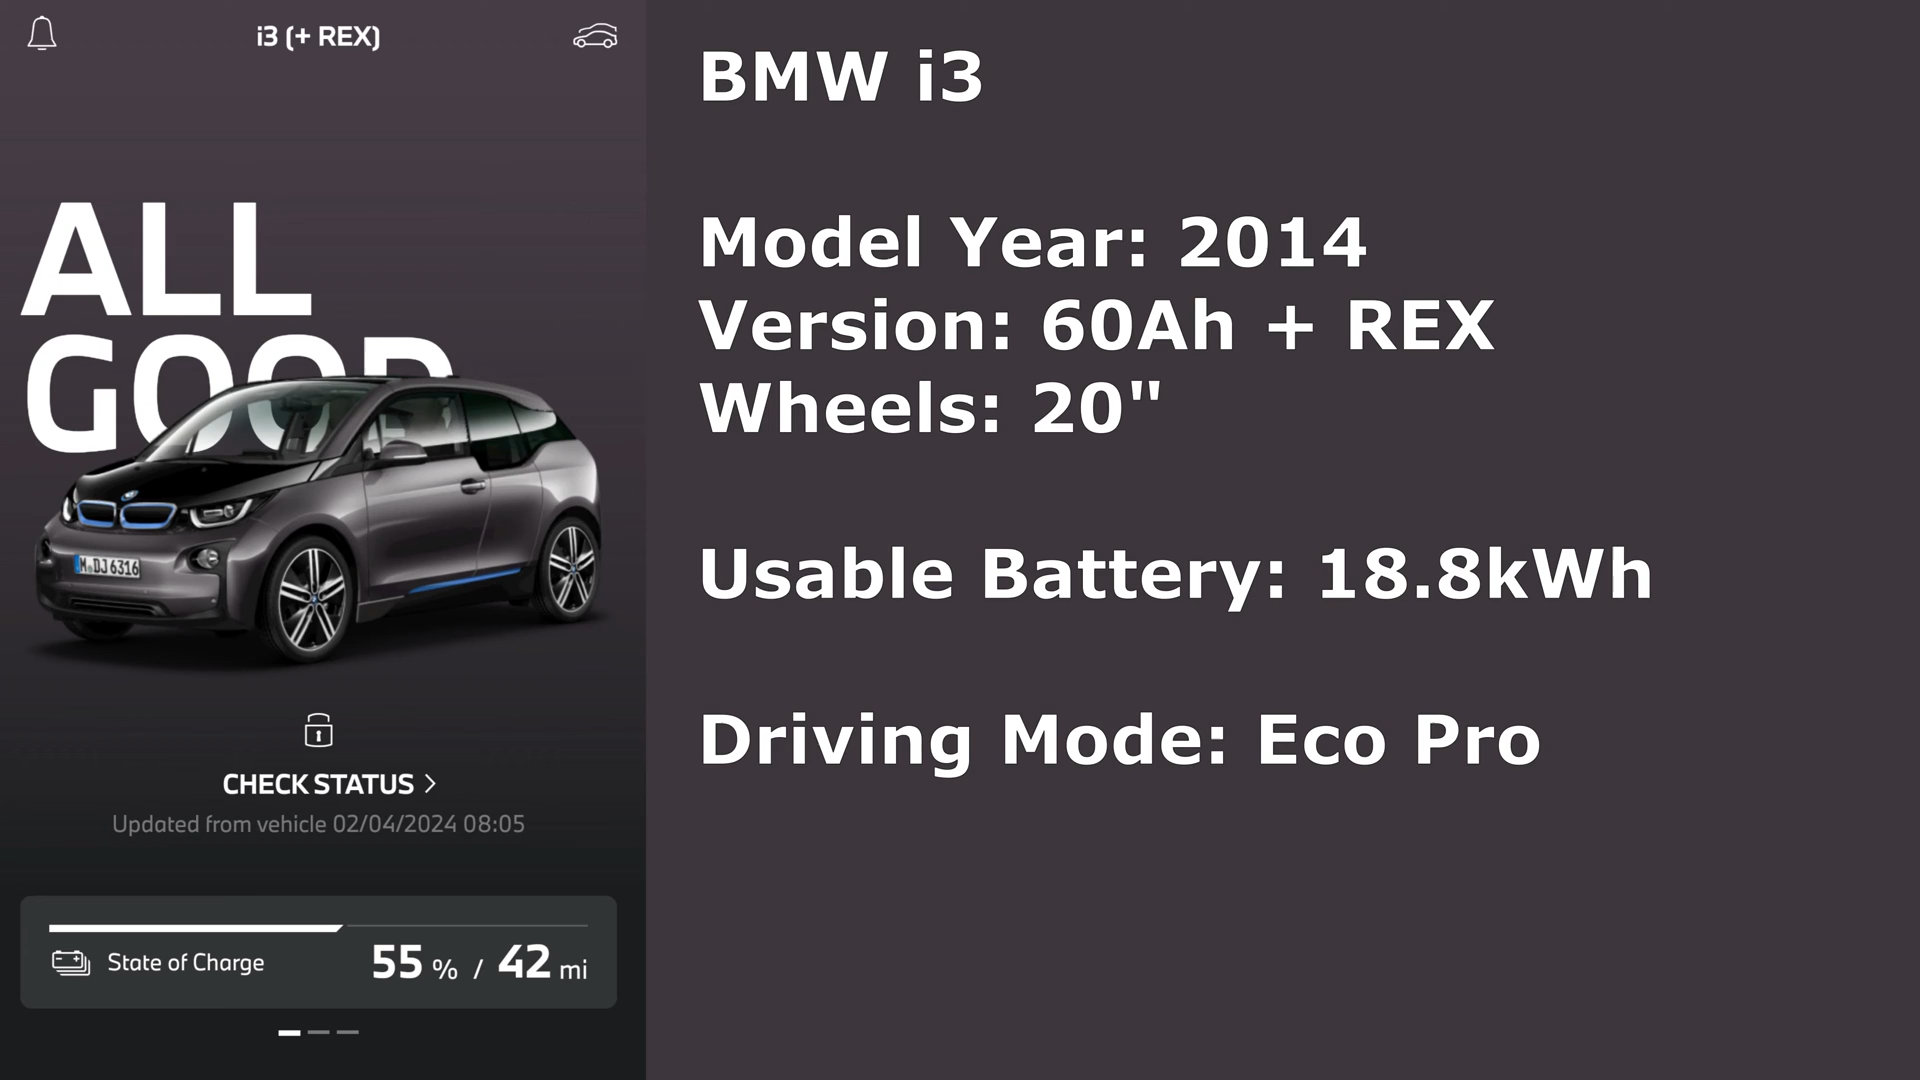 i3 (+ REX)
ALL
GOOD
M DJ 6316
CHECK STATUS >
Updated from vehicle 02/04/2024 08:05
State of Charge
55 % / 42 mi
BMW i3
Model Year: 2014
Version: 60Ah + REX
Wheels: 20"
Usable Battery: 18.8kWh
Driving Mode: Eco Pro